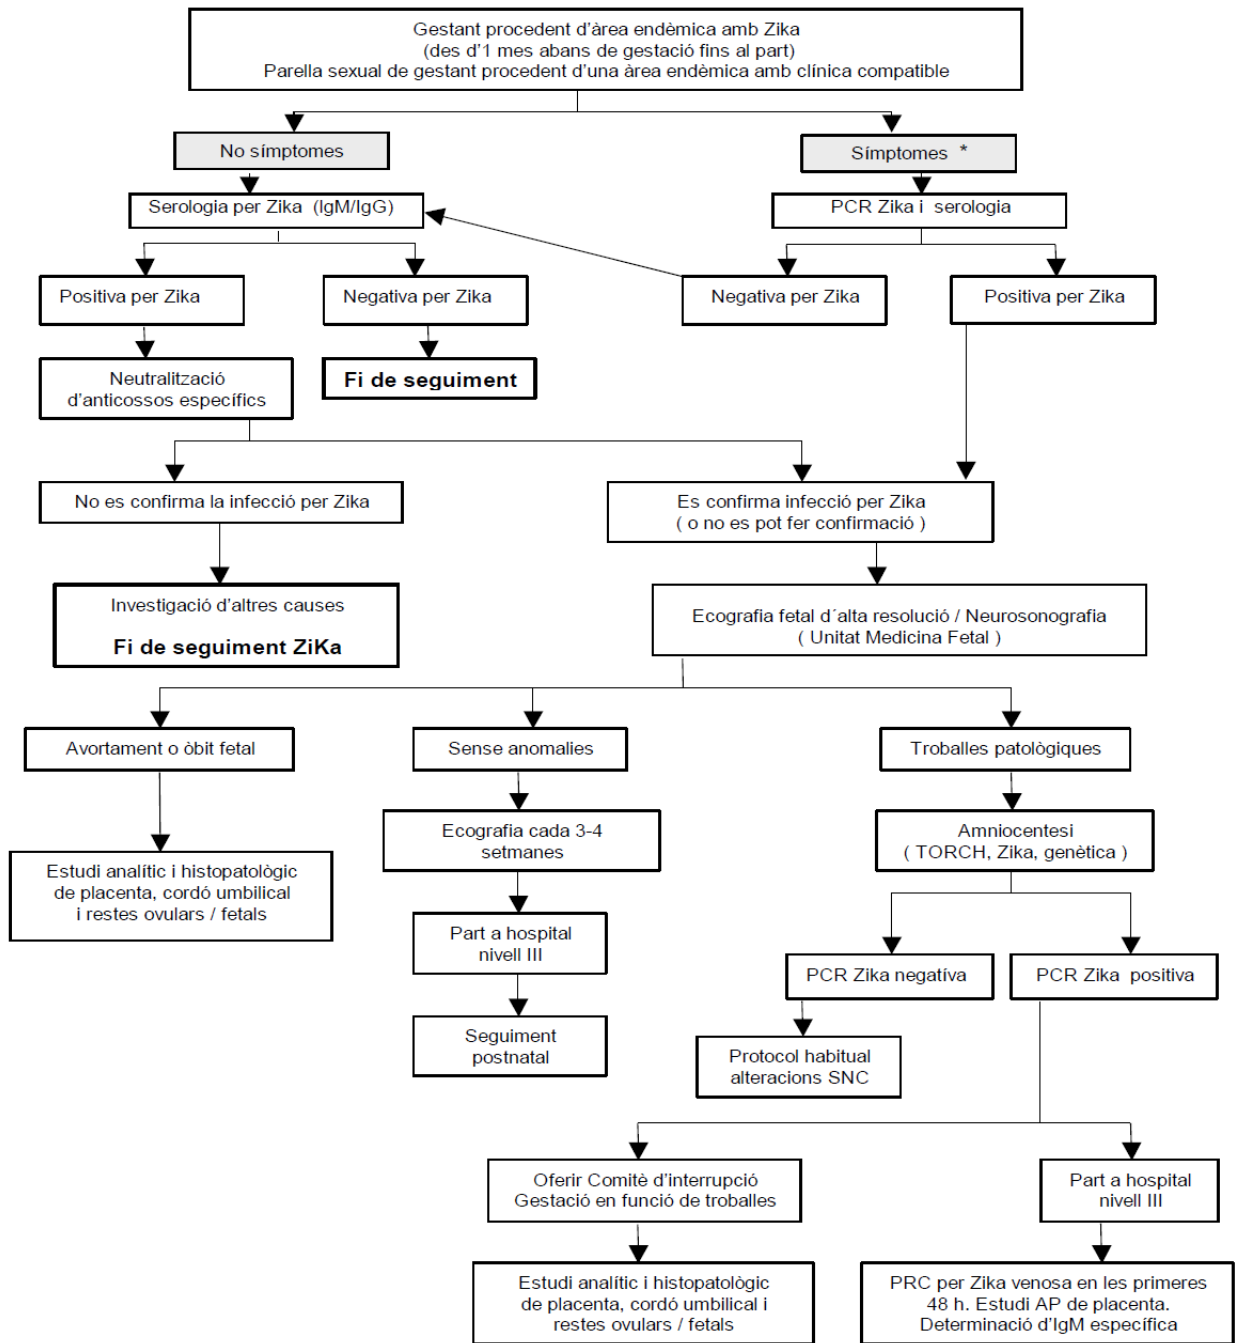 Gestant procedent d'àrea endèmica amb Zika
(des d'1 mes abans de gestació fins al part)
Parella sexual de gestant procedent d'una àrea endèmica amb clínica compatible
No símptomes
Símptomes *
Serologia per Zika (IgM/IgG)
PCR Zika i serologia
Positiva per Zika
Negativa per Zika
Negativa per Zika
Positiva per Zika
Neutralització
d'anticossos específics
Fi de seguiment
No es confirma la infecció per Zika
Es confirma infecció per Zika
( o no es pot fer confirmació )
Investigació d'altres causes
Fi de seguiment ZiKa
Ecografia fetal d´alta resolució / Neurosonografia
( Unitat Medicina Fetal )
Avortament o òbit fetal
Sense anomalies
Troballes patològiques
Ecografia cada 3-4
setmanes
Amniocentesi
( TORCH, Zika, genètica )
Estudi analític i histopatològic
de placenta, cordó umbilical
i restes ovulars / fetals
Part a hospital
nivell III
PCR Zika negatíva
PCR Zika positiva
Seguiment
postnatal
Protocol habitual
alteracions SNC
Oferir Comitè d'interrupció
Gestació en funció de troballes
Part a hospital
nivell III
Estudi analític i histopatològic
de placenta, cordó umbilical i
restes ovulars / fetals
PRC per Zika venosa en les primeres
48 h. Estudi AP de placenta.
Determinació d'IgM específica